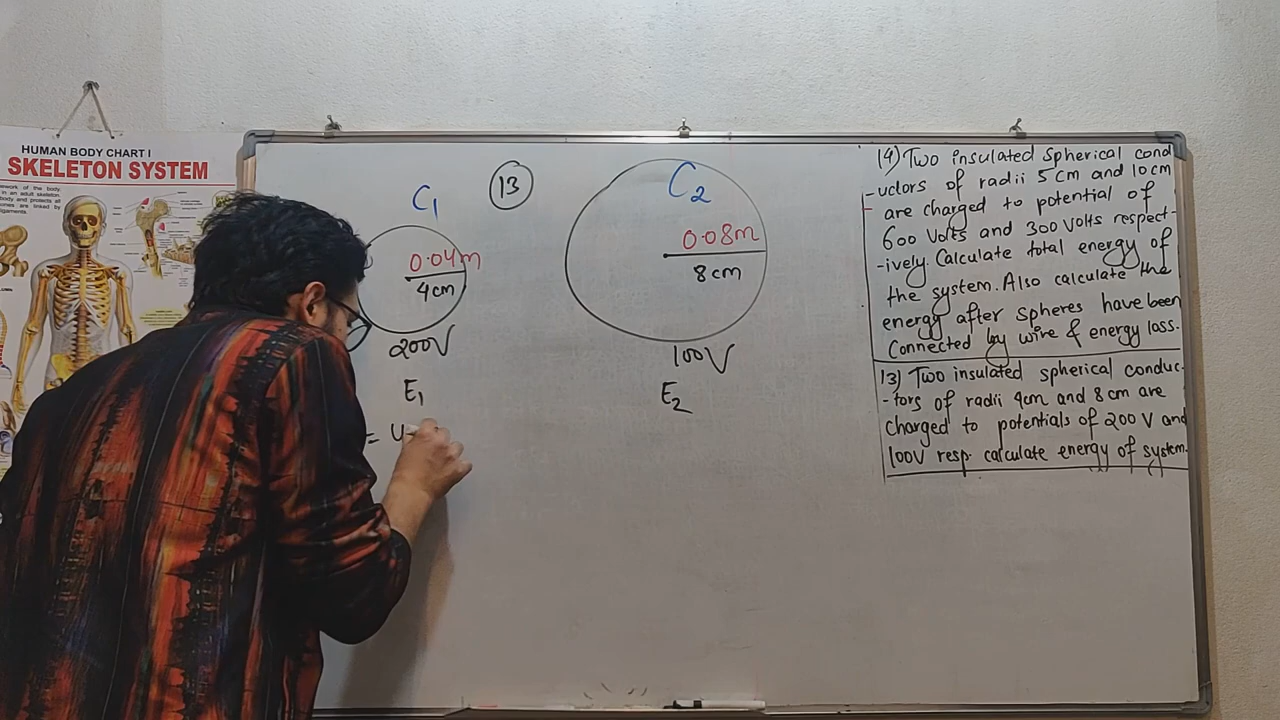 HUMAN BODY CHART I
SKELETON SYSTEM
13
C1
0.04m
4cm
200V
E1
=
C2
0.08m
8cm
100V
E2
14) Two insulated spherical cond
-uctors of radii 5cm and 10cm
are charged to potential of
600 Volts and 300 Volts respect-
-ively. Calculate total energy of
the system. Also calculate the
energy after spheres have been
connected by wire & energy loss.
13) Two insulated spherical conduc-
-tors of radii 4cm and 8cm are
charged to potentials of 200V and
100V resp. calculate energy of system.